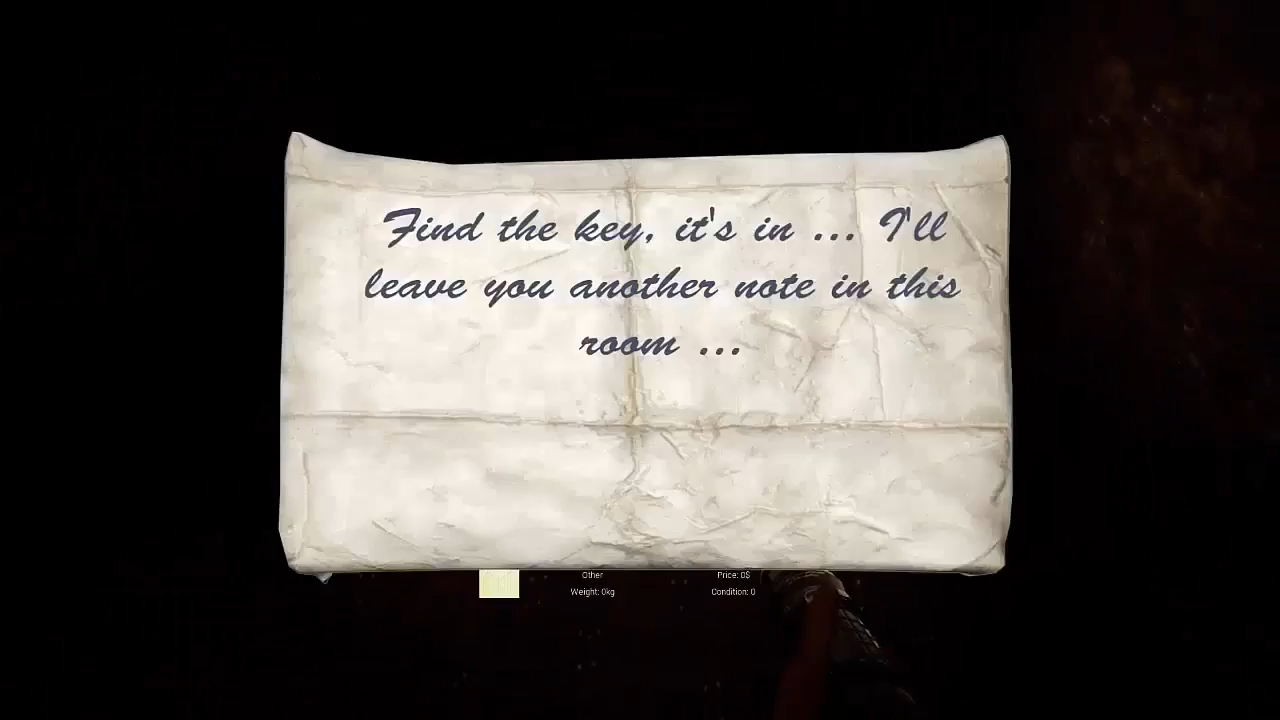 Find the key, it's in ... I'll
leave you another note in this
room ...
Other
Price: 0$
Weight: 0kg
Condition: 0